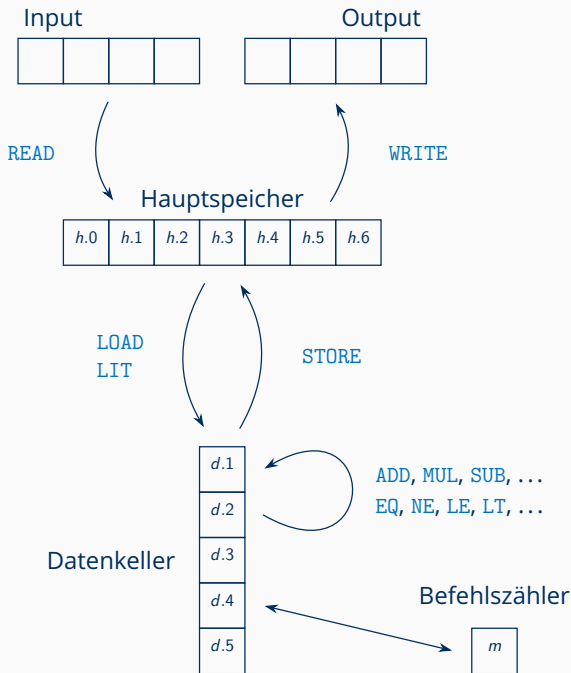 Input
Output
READ
WRITE
Hauptspeicher
h.0 h.1 h.2 h.3 h.4 h.5 h.6
LOAD
LIT
STORE
d.1
d.2
d.3
d.4
d.5
ADD, MUL, SUB, ...
EQ, NE, LE, LT, ...
Datenkeller
Befehlszähler
m